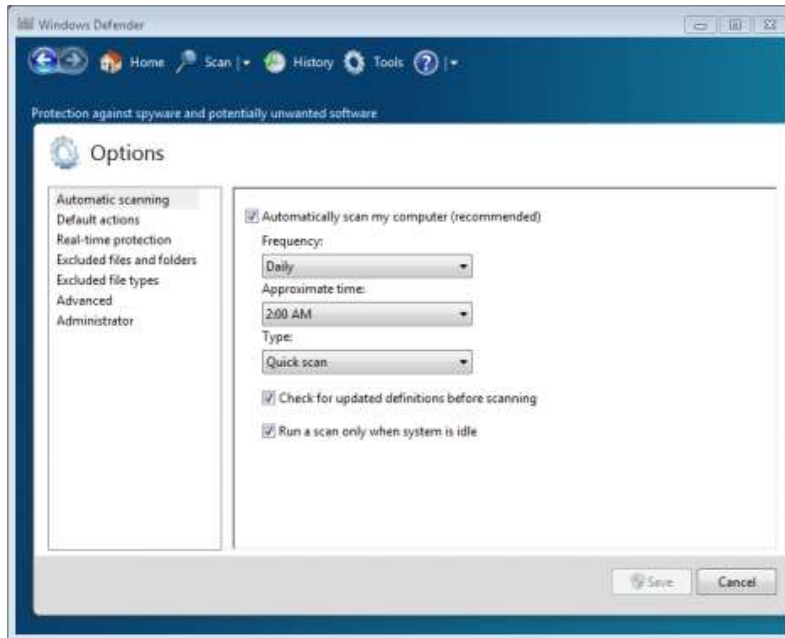 Windows Defender
Home Scan History Tools ?
Protection against spyware and potentially unwanted software
Options
Automatic scanning
Default actions
Real-time protection
Excluded files and folders
Excluded file types
Advanced
Administrator
Automatically scan my computer (recommended)
Frequency:
Daily
Approximate time:
2:00 AM
Type:
Quick scan
Check for updated definitions before scanning
Run a scan only when system is idle
Save Cancel